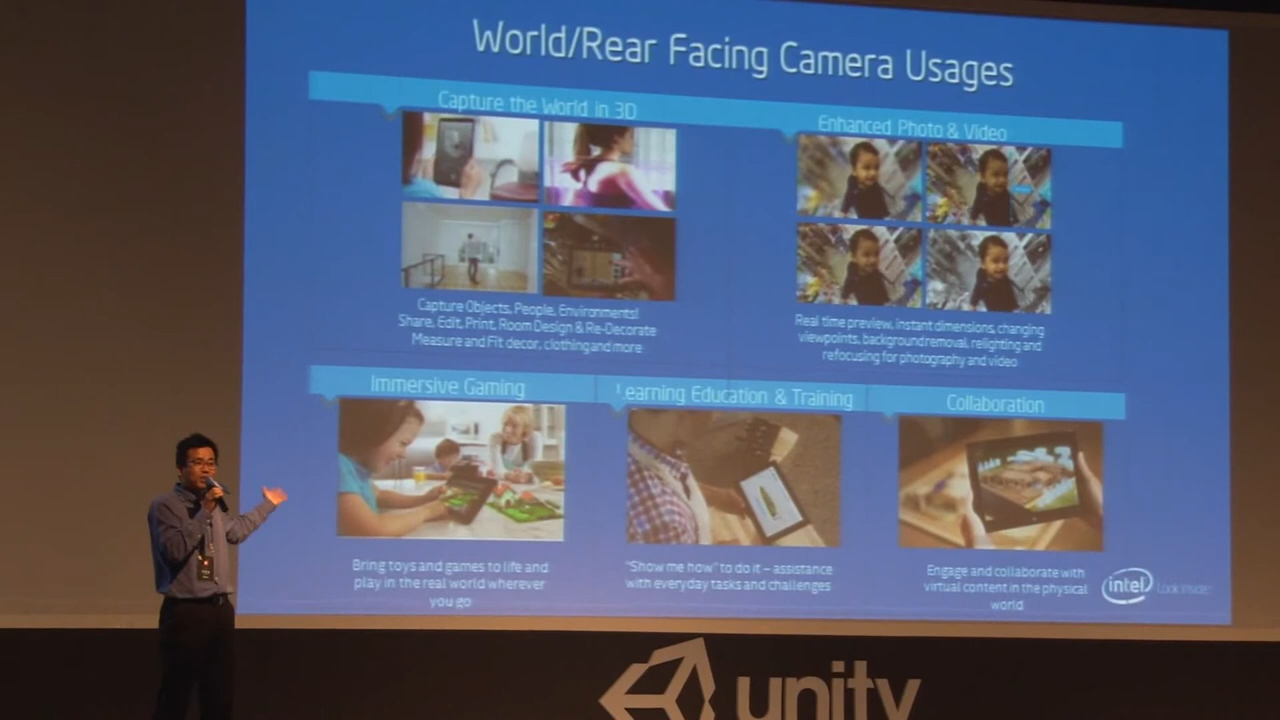 World/Rear Facing Camera Usages
Capture the World in 3D
Capture Objects, People, Environments!
Share, Edit, Print, Room Design & Re-Decorate
Measure and Fit decor, clothing and more
Enhanced Photo & Video
Real time preview, instant dimensions, changing
viewpoints, background removal, relighting and
refocusing for photography and video
Immersive Gaming
Bring toys and games to life and
play in the real world wherever
you go
Learning Education & Training
"Show me how" to do it – assistance
with everyday tasks and challenges
Collaboration
Engage and collaborate with
virtual content in the physical
world
intel Look Inside.
unity